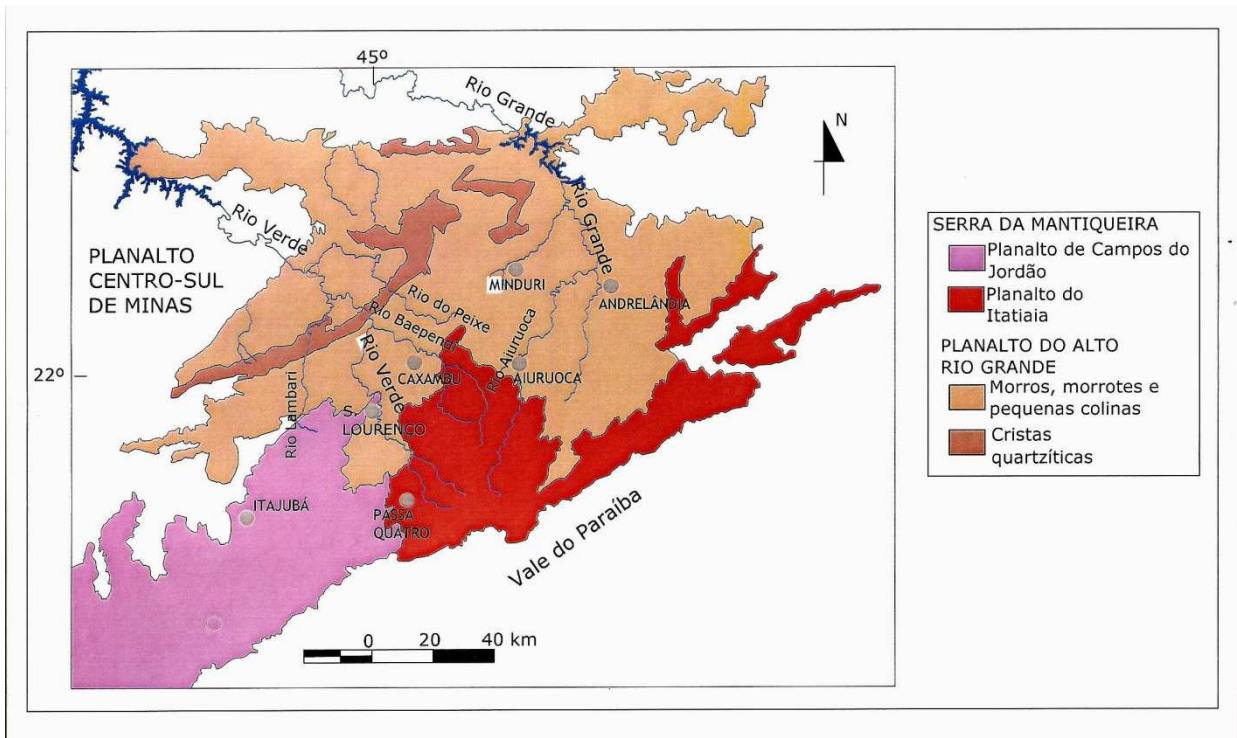 45º
Rio Grande
N
Rio Verde
Rio Grande
PLANALTO
CENTRO-SUL
DE MINAS
MINDURI
ANDRELÂNDIA
Rio do Peixe
Rio Baependi
Rio Verde
Rio Aiuruoca
22º
CAXAMBU
AIURUOCA
Rio Lambari
S.
LOURENÇO
ITAJUBÁ
PASSA
QUATRO
Vale do Paraíba
0 20 40 km
SERRA DA MANTIQUEIRA
Planalto de Campos do
Jordão
Planalto do
Itatiaia
PLANALTO DO ALTO
RIO GRANDE
Morros, morrotes e
pequenas colinas
Cristas
quartzíticas